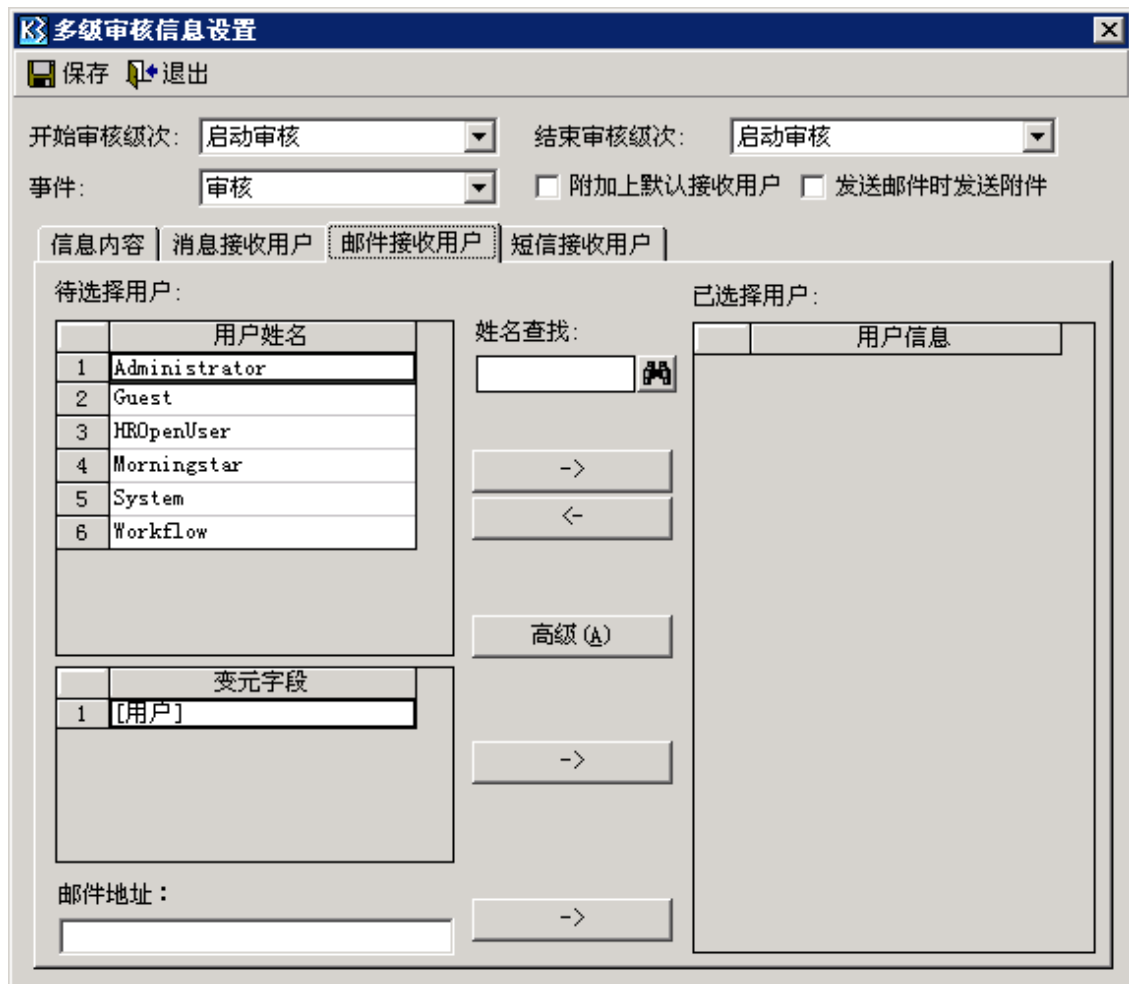 K3 多级审核信息设置
保存 退出
开始审核级次: 启动审核 结束审核级次: 启动审核
事件: 审核 附加上默认接收用户 发送邮件时发送附件
信息内容 消息接收用户 邮件接收用户 短信接收用户
待选择用户: 已选择用户:
用户姓名 姓名查找: 用户信息
1 Administrator
2 Guest
3 HROpenUser
4 Morningstar
5 System
6 Workflow
->
<-
高级(A)
变元字段
1 [用户]
->
邮件地址：
->